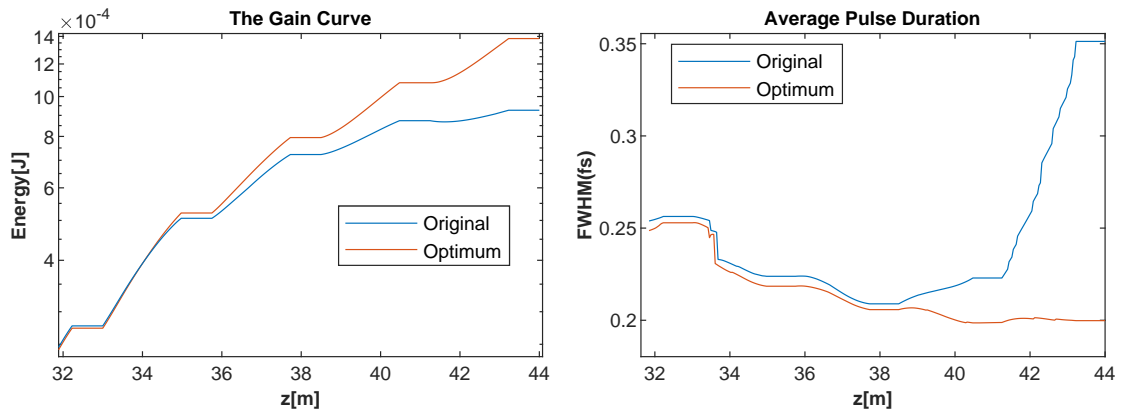 The Gain Curve
×10⁻⁴
14
12
10
8
6
4
Energy[J]
Original
Optimum
32 34 36 38 40 42 44
z[m]
Average Pulse Duration
0.35
0.3
0.25
0.2
FWHM(fs)
Original
Optimum
32 34 36 38 40 42 44
z[m]